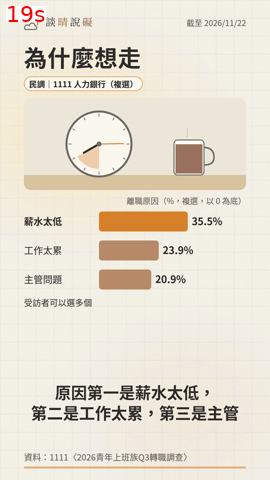 19s
談晴說礙
截至 2026/11/22
為什麼想走
民調｜1111 人力銀行（複選）
離職原因（%，複選，以 0 為底）
薪水太低 35.5%
工作太累 23.9%
主管問題 20.9%
受訪者可以選多個
原因第一是薪水太低，
第二是工作太累，第三是主管
資料：1111〈2026青年上班族Q3轉職調查〉